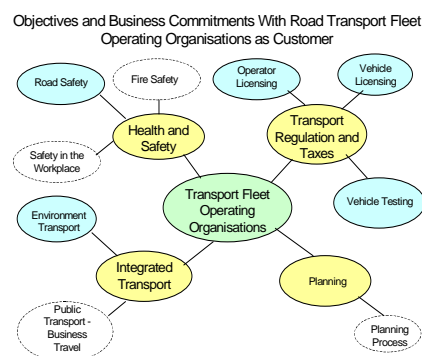 Objectives and Business Commitments With Road Transport Fleet
Operating Organisations as Customer
Road Safety
Fire Safety
Operator
Licensing
Vehicle
Licensing
Health and
Safety
Transport
Regulation and
Taxes
Safety in the
Workplace
Transport Fleet
Operating
Organisations
Vehicle Testing
Environment
Transport
Integrated
Transport
Planning
Public
Transport -
Business
Travel
Planning
Process